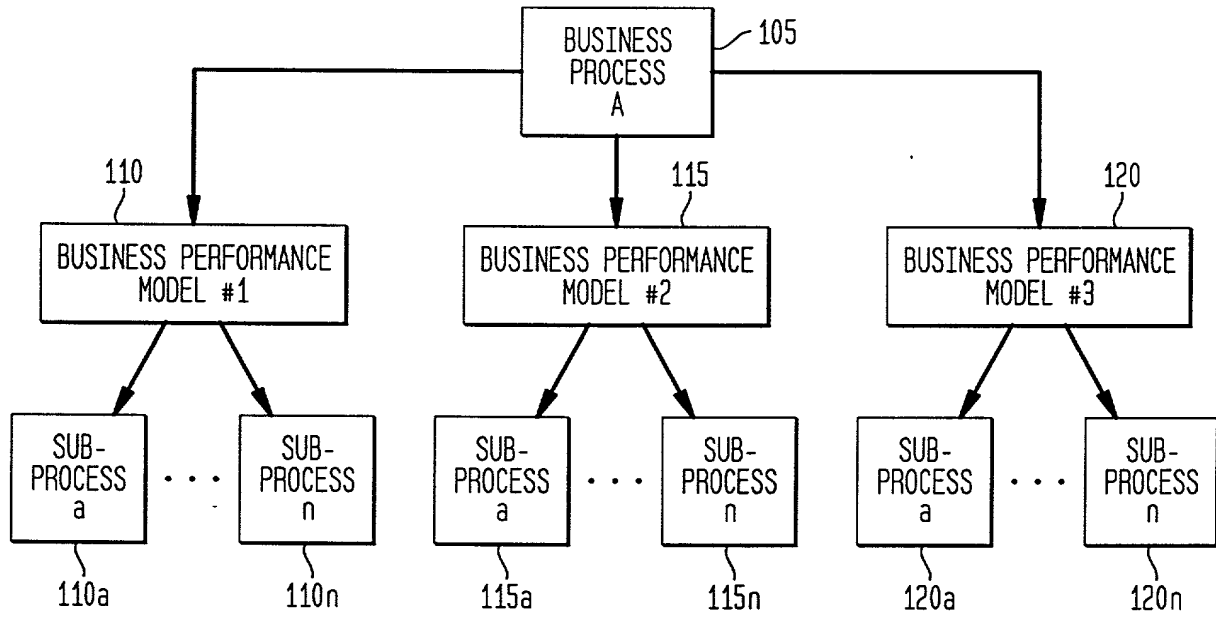 BUSINESS
PROCESS
A
105
110
115
120
BUSINESS PERFORMANCE
MODEL #1
BUSINESS PERFORMANCE
MODEL #2
BUSINESS PERFORMANCE
MODEL #3
SUB-
PROCESS
a
. . .
SUB-
PROCESS
n
SUB-
PROCESS
a
. . .
SUB-
PROCESS
n
SUB-
PROCESS
a
. . .
SUB-
PROCESS
n
110a
110n
115a
115n
120a
120n